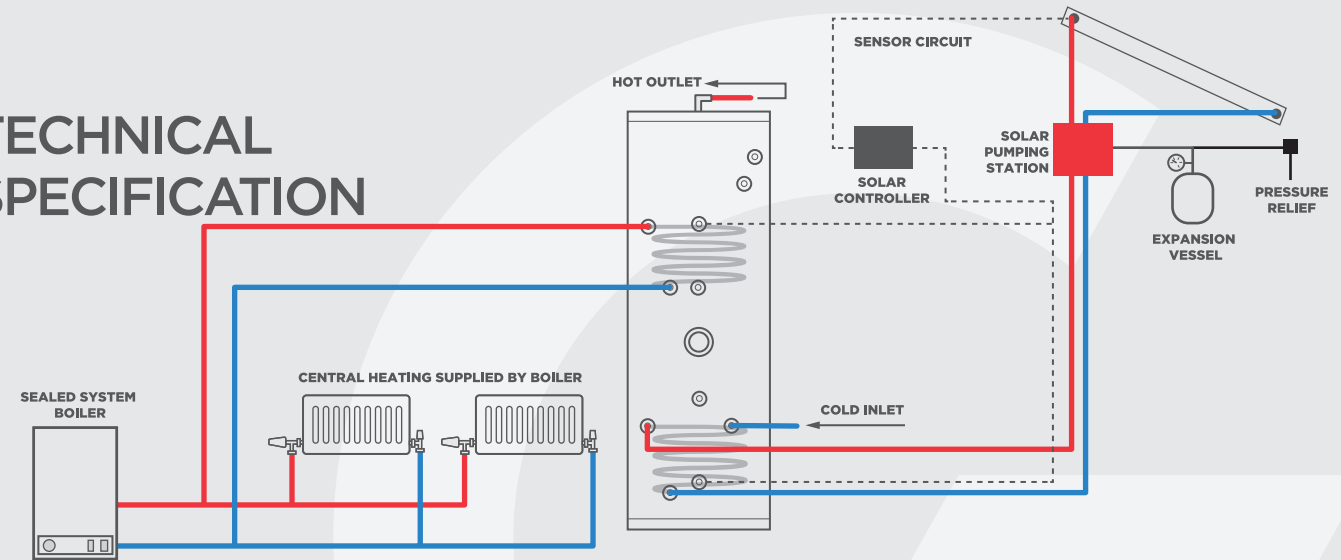 TECHNICAL
SPECIFICATION
SENSOR CIRCUIT
HOT OUTLET
SOLAR
PUMPING
STATION
SOLAR
CONTROLLER
PRESSURE
RELIEF
EXPANSION
VESSEL
CENTRAL HEATING SUPPLIED BY BOILER
SEALED SYSTEM
BOILER
COLD INLET